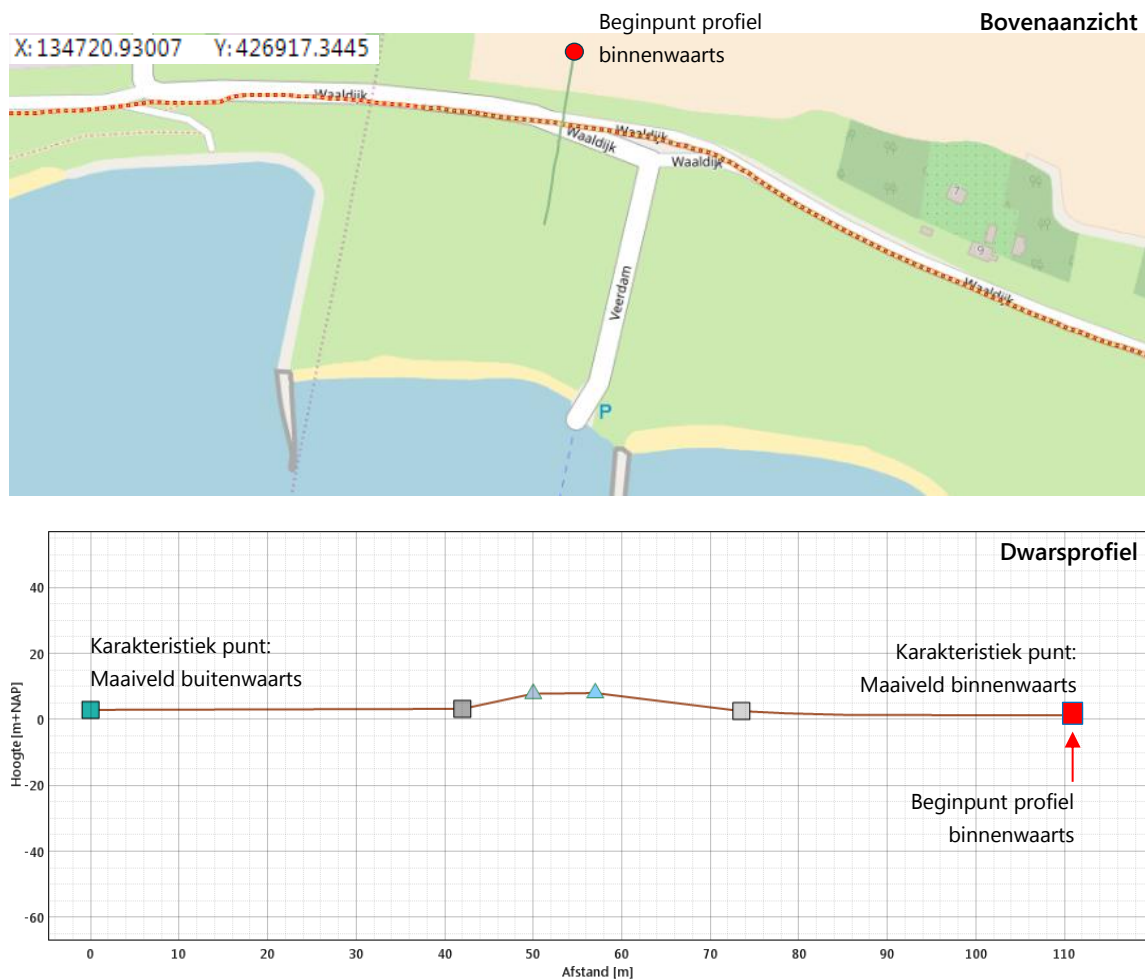 Beginpunt profiel
binnenwaarts
Bovenaanzicht
X: 134720.93007 Y: 426917.3445
Waaldijk
Waaldijk
Waaldijk
Waaldijk
Waaldijk
Veerdam
7
9
P
Dwarsprofiel
Hoogte [m+NAP]
40
20
0
-20
-40
-60
Karakteristiek punt:
Maaiveld buitenwaarts
Karakteristiek punt:
Maaiveld binnenwaarts
Beginpunt profiel
binnenwaarts
0 10 20 30 40 50 60 70 80 90 100 110
Afstand [m]